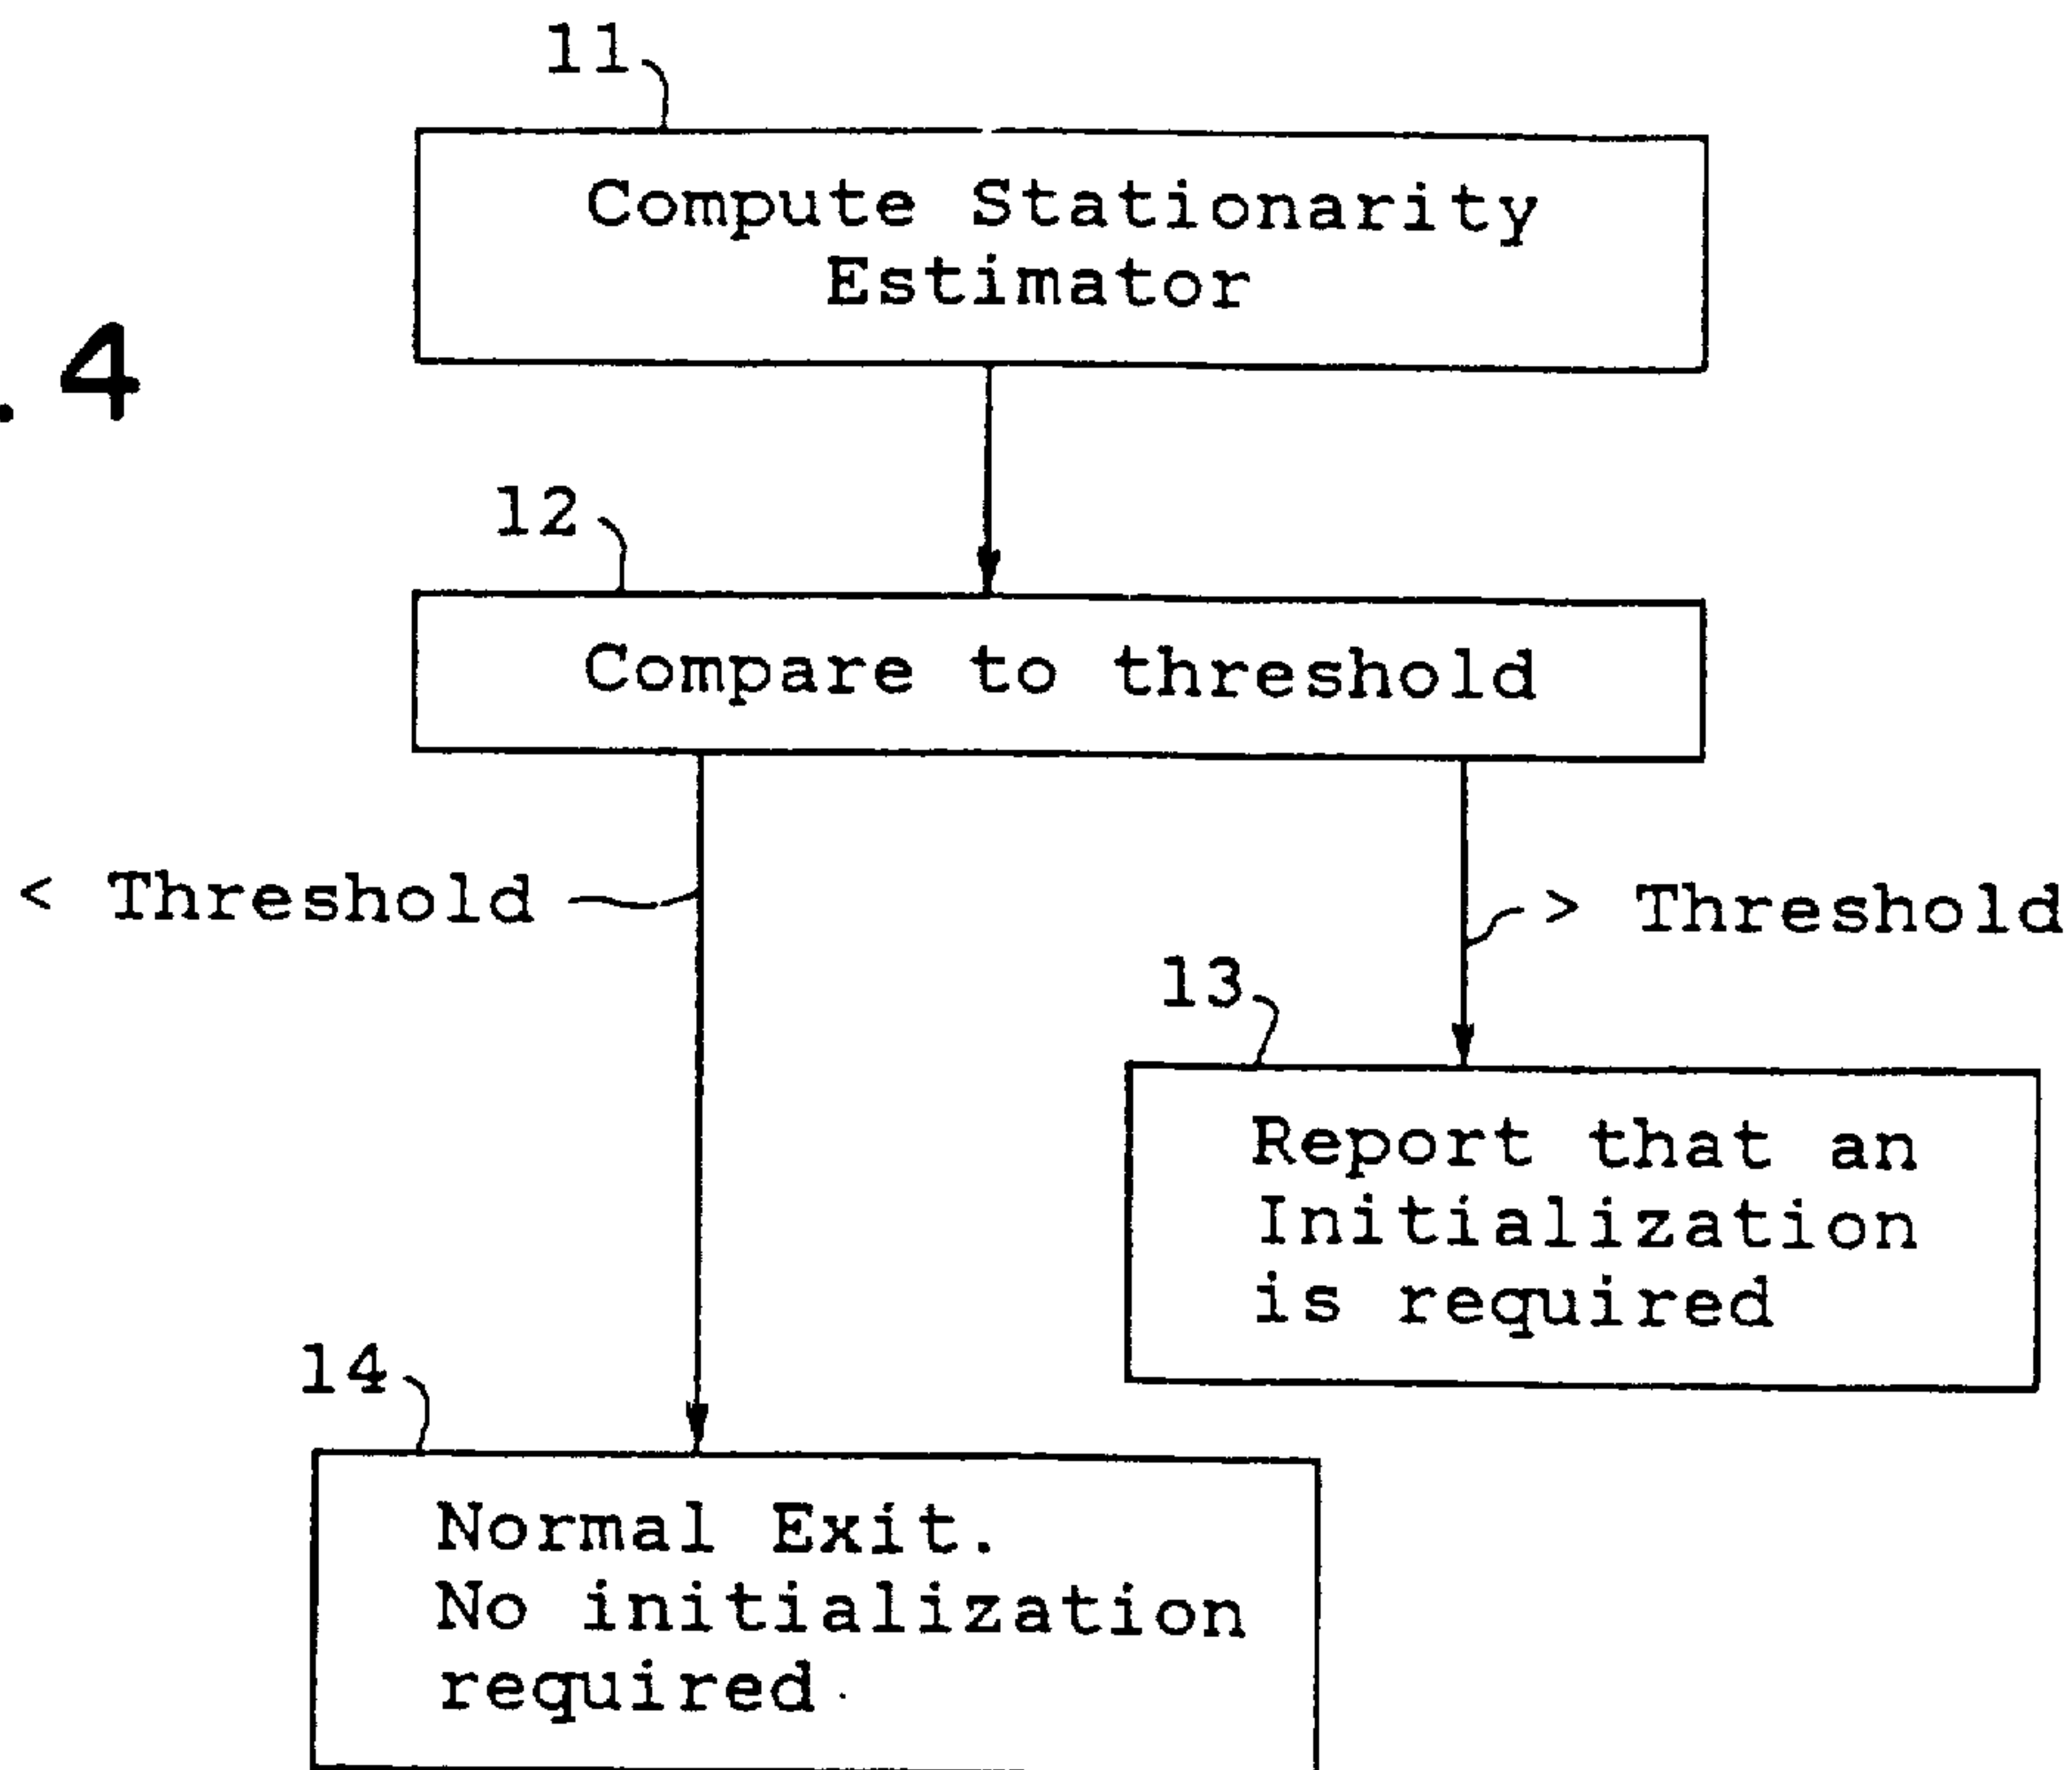 11
Compute Stationarity
Estimator
.4
12
Compare to threshold
< Threshold
> Threshold
13
Report that an
Initialization
is required
14
Normal Exit.
No initialization
required.